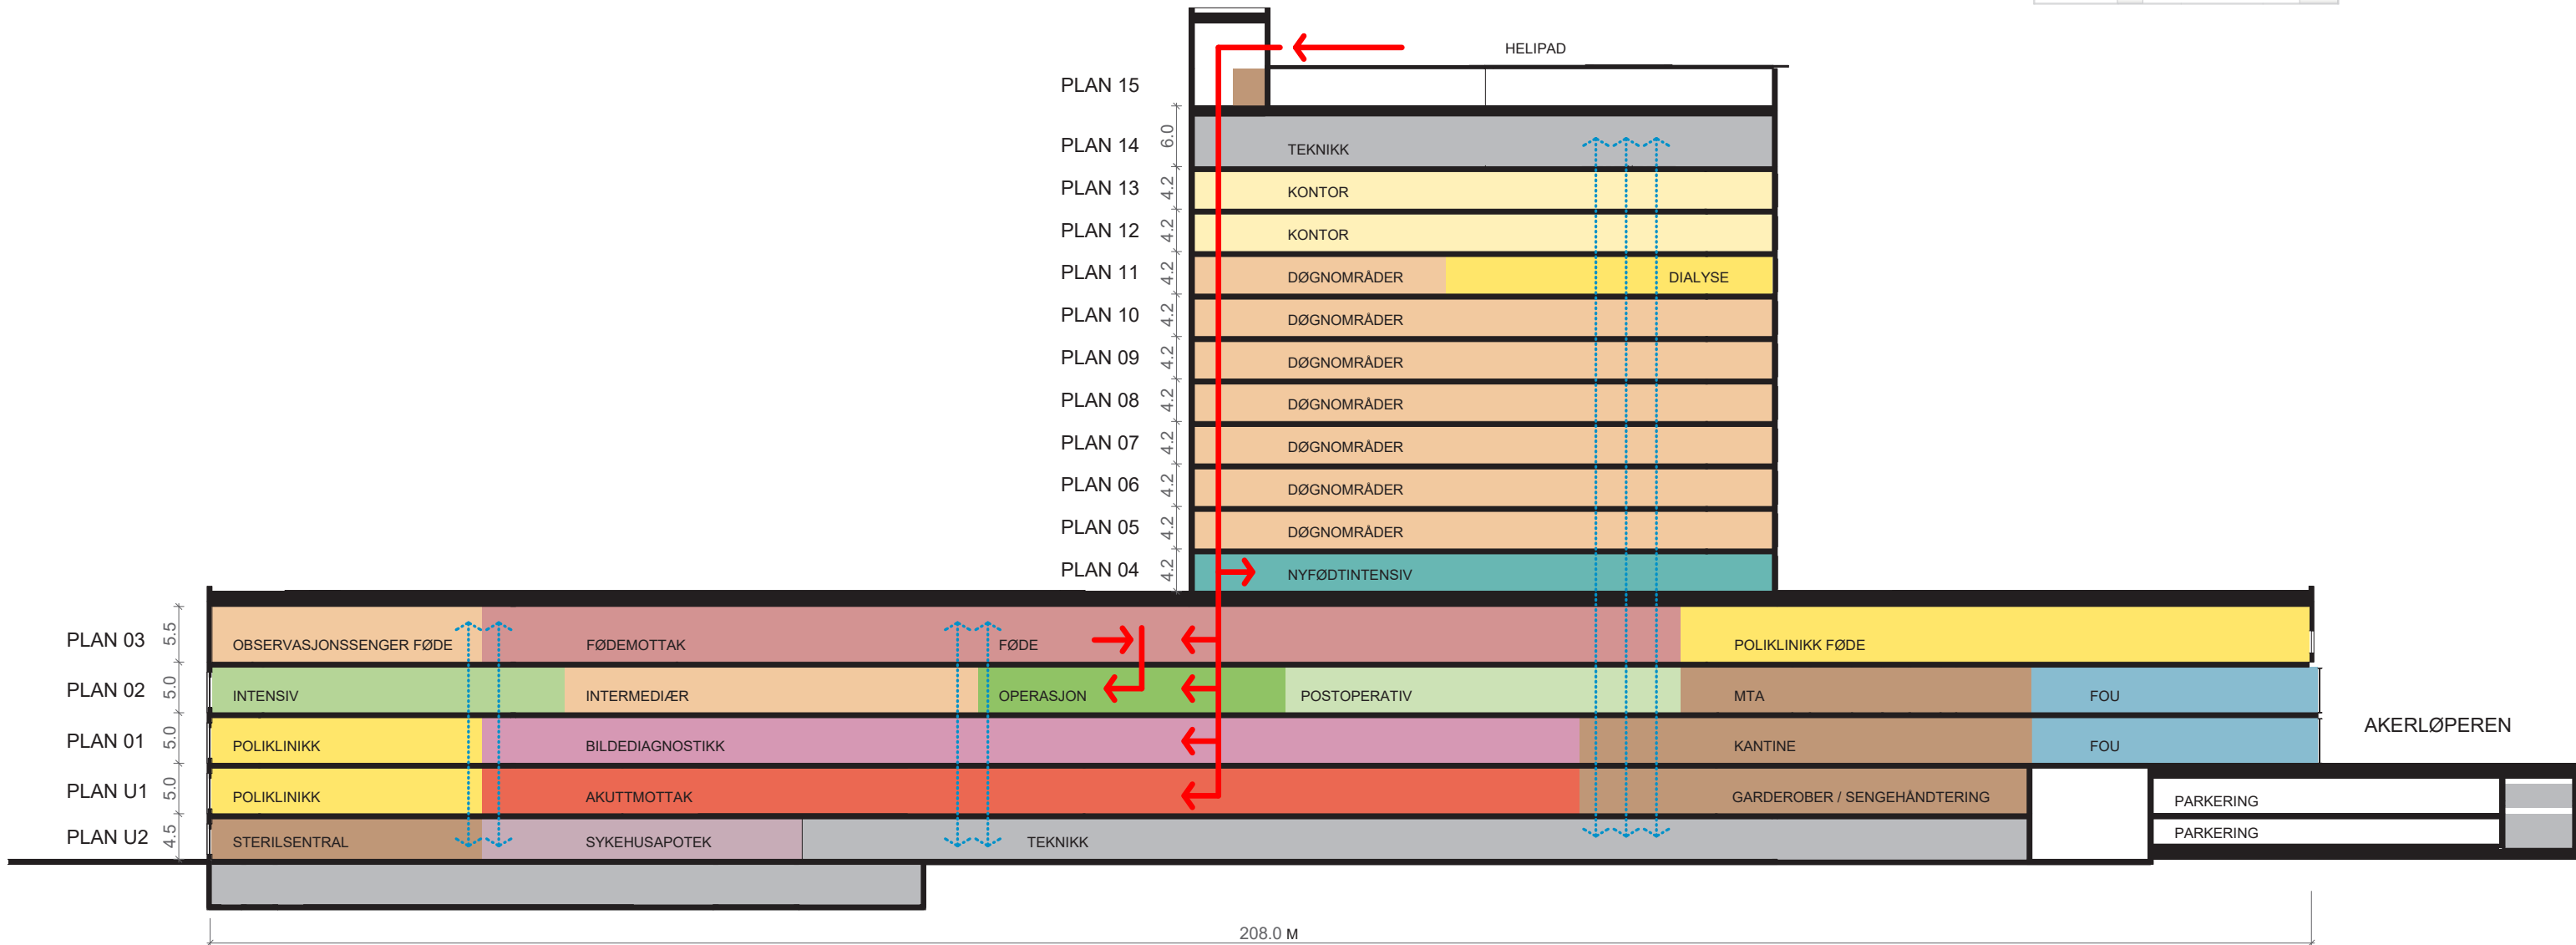 HELIPAD
PLAN 15
PLAN 14 6.0 TEKNIKK
PLAN 13 4.2 KONTOR
PLAN 12 4.2 KONTOR
PLAN 11 4.2 DØGNOMRÅDER DIALYSE
PLAN 10 4.2 DØGNOMRÅDER
PLAN 09 4.2 DØGNOMRÅDER
PLAN 08 4.2 DØGNOMRÅDER
PLAN 07 4.2 DØGNOMRÅDER
PLAN 06 4.2 DØGNOMRÅDER
PLAN 05 4.2 DØGNOMRÅDER
PLAN 04 4.2 NYFØDTINTENSIV
PLAN 03 5.5 OBSERVASJONSSENGER FØDE FØDEMOTTAK FØDE POLIKLINIKK FØDE
PLAN 02 5.0 INTENSIV INTERMEDIÆR OPERASJON POSTOPERATIV MTA FOU
AKERLØPEREN
PLAN 01 5.0 POLIKLINIKK BILDEDIAGNOSTIKK KANTINE FOU
PLAN U1 5.0 POLIKLINIKK AKUTTMOTTAK GARDEROBER / SENGEHÅNDTERING PARKERING
PLAN U2 4.5 STERILSENTRAL SYKEHUSAPOTEK TEKNIKK PARKERING
208.0 M